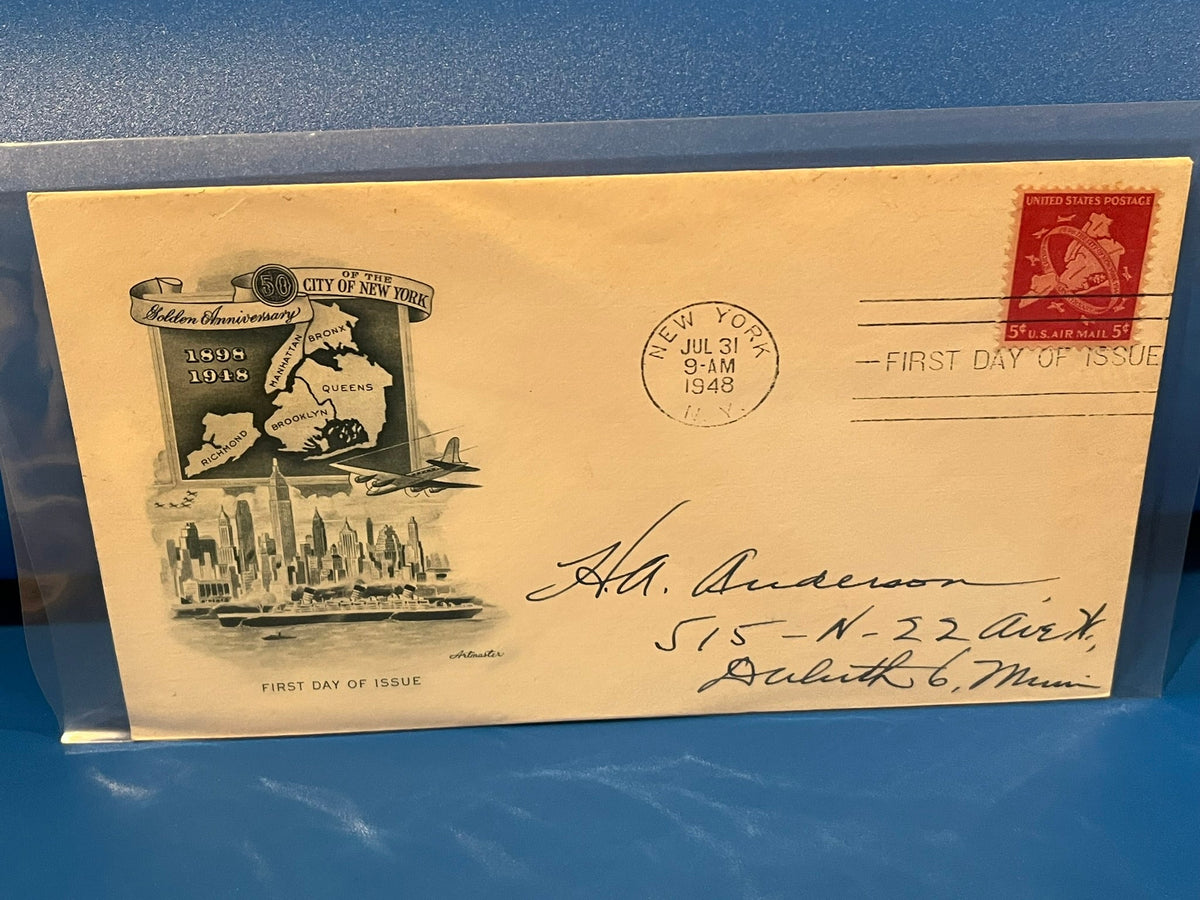 50
OF THE
CITY OF NEW YORK
Golden Anniversary
1898
1948
MANHATTAN
BRONX
QUEENS
BROOKLYN
RICHMOND
Artmaster
FIRST DAY OF ISSUE
NEW YORK
JUL 31
9-AM
1948
N.Y.
UNITED STATES POSTAGE
5¢ U.S. AIR MAIL 5¢
FIRST DAY OF ISSUE
H.A. Anderson
515-N-22 Ave W,
Duluth 6, Minn